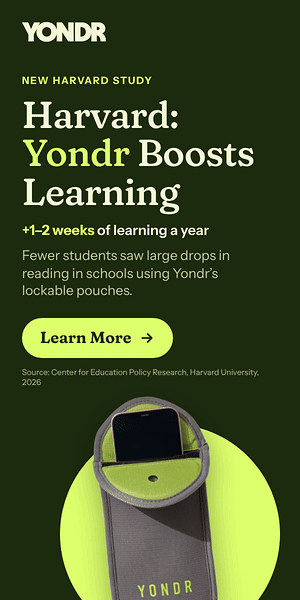 YONDR
NEW HARVARD STUDY
Harvard:
Yondr Boosts
Learning
+1–2 weeks of learning a year
Fewer students saw large drops in
reading in schools using Yondr’s
lockable pouches.
Learn More →
Source: Center for Education Policy Research, Harvard University,
2026
YONDR